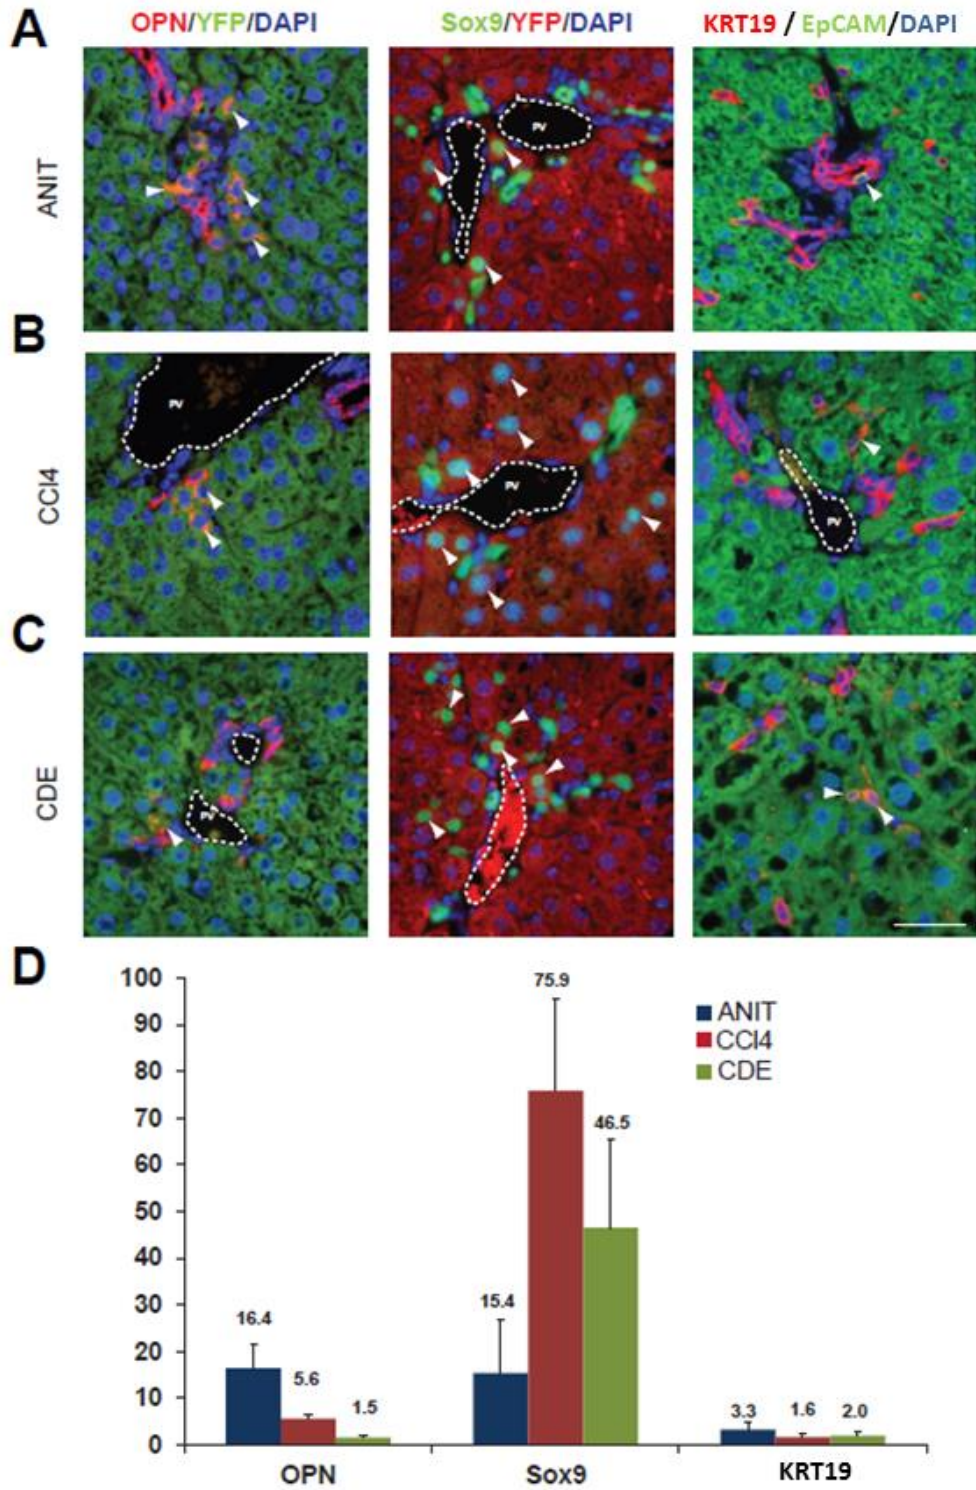 A
OPN/YFP/DAPI
Sox9/YFP/DAPI
KRT19 / EpCAM/DAPI
ANIT
PV
B
CCl4
PV
PV
PV
C
CDE
PV
D
100
90
80
70
60
50
40
30
20
10
0
16.4
5.6
1.5
15.4
75.9
46.5
3.3
1.6
2.0
ANIT
CCl4
CDE
OPN
Sox9
KRT19